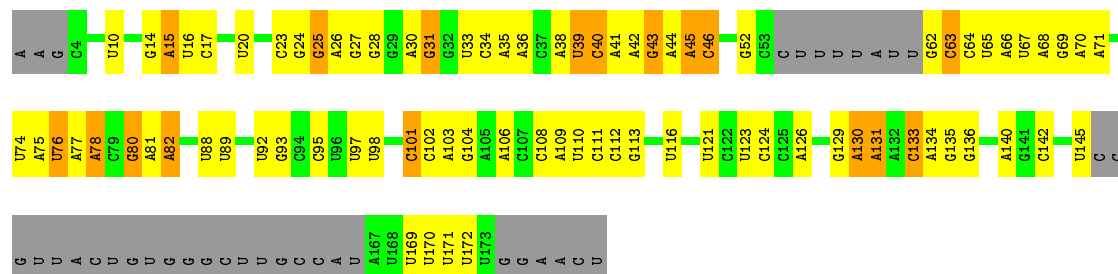 A A G C4 U10 G14 A15 U16 C17 U20 C23 G24 G25 A26 G27 G28 G29 A30 G31 G32 U33 C34 A35 A36 C37 A38 U39 C40 A41 A42 G43 A44 A45 C46 G52 C53 C U U U A U U G62 C63 C64 U65 A66 U67 A68 G69 A70 A71
U74 A75 U76 A77 A78 C79 G80 A81 A82 U88 U89 U92 G93 C94 C95 U96 U97 U98 C101 C102 A103 G104 A105 A106 C107 C108 A109 U110 C111 C112 G113 U116 U121 C122 U123 C124 C125 A126 G129 A130 A131 A132 C133 A134 G135 G136 A140 G141 C142 U145 C C
G U U A C U G U G G G C U U G C C A U A167 U168 U169 U170 U171 U172 U173 G G A A C U